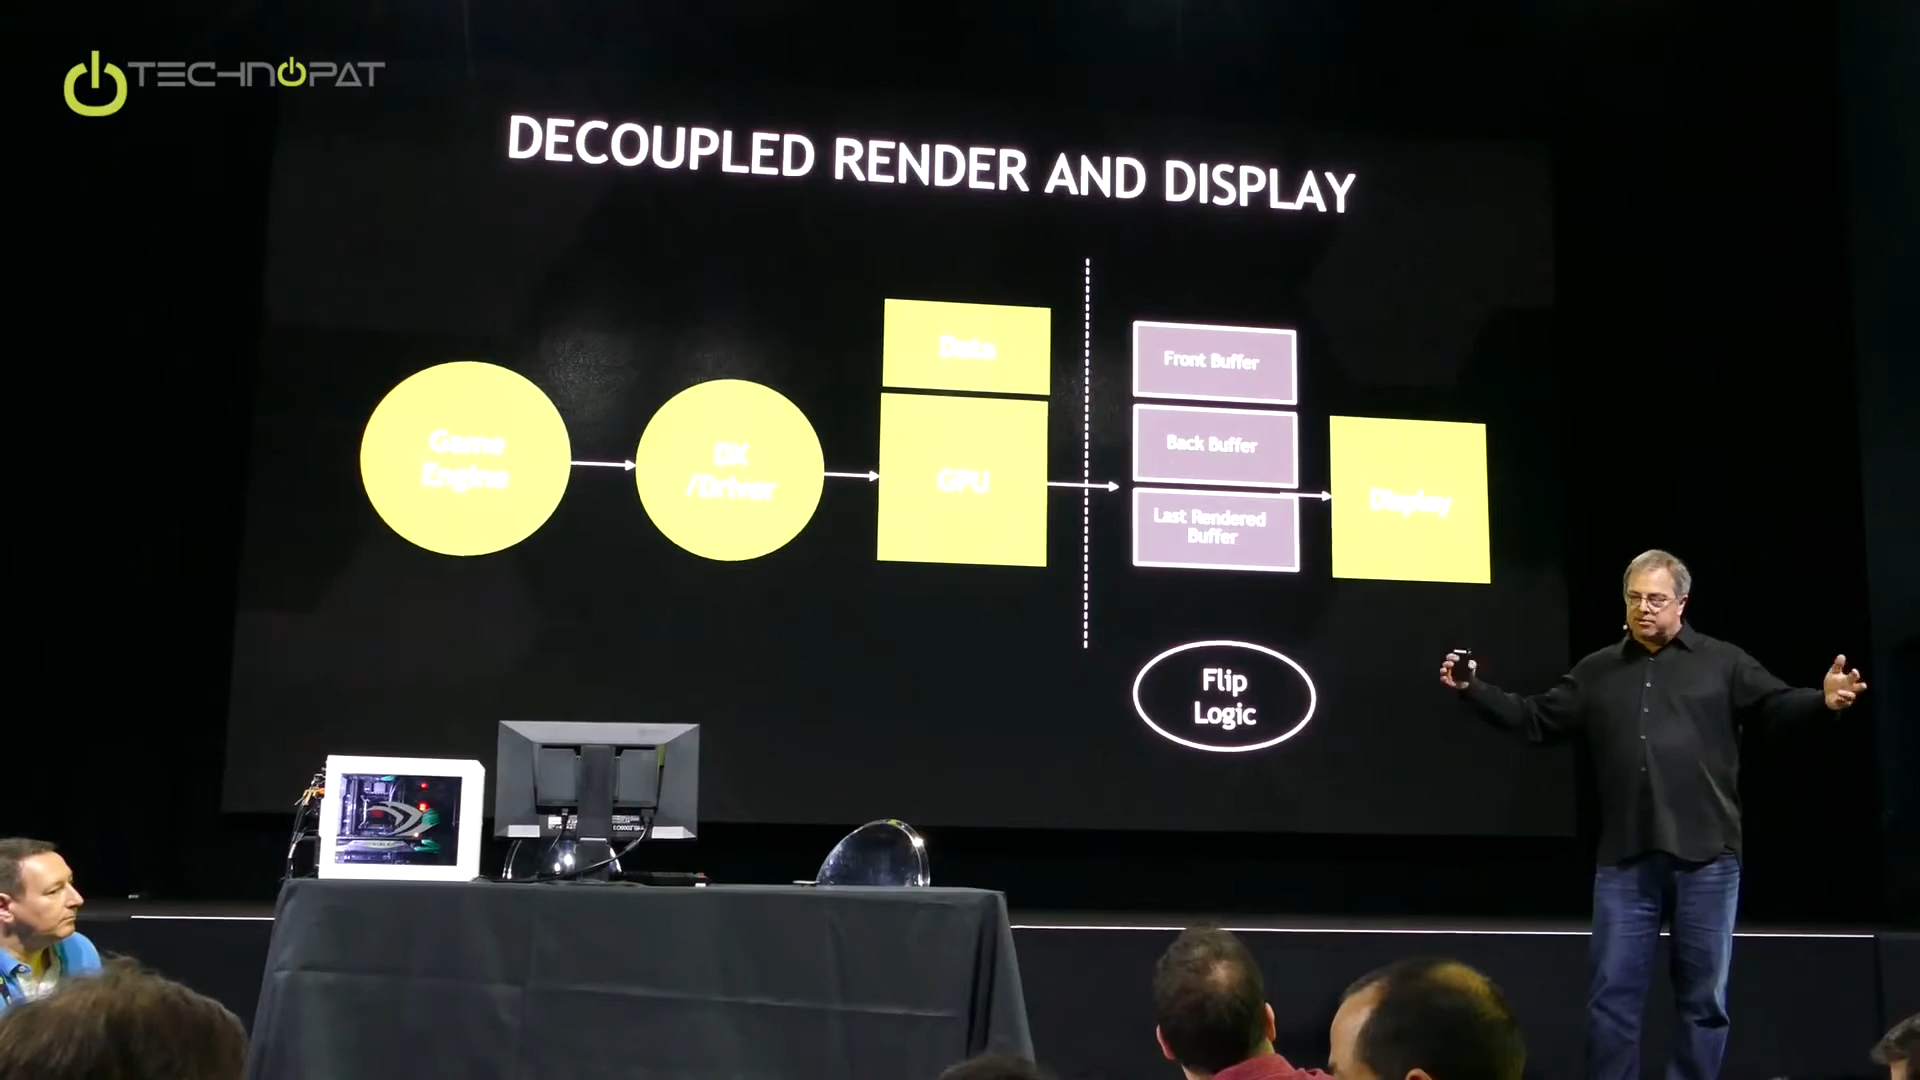 TECHNOPAT
DECOUPLED RENDER AND DISPLAY
Game
Engine
DX
/Driver
Data
GPU
Front Buffer
Back Buffer
Last Rendered
Buffer
Display
Flip
Logic